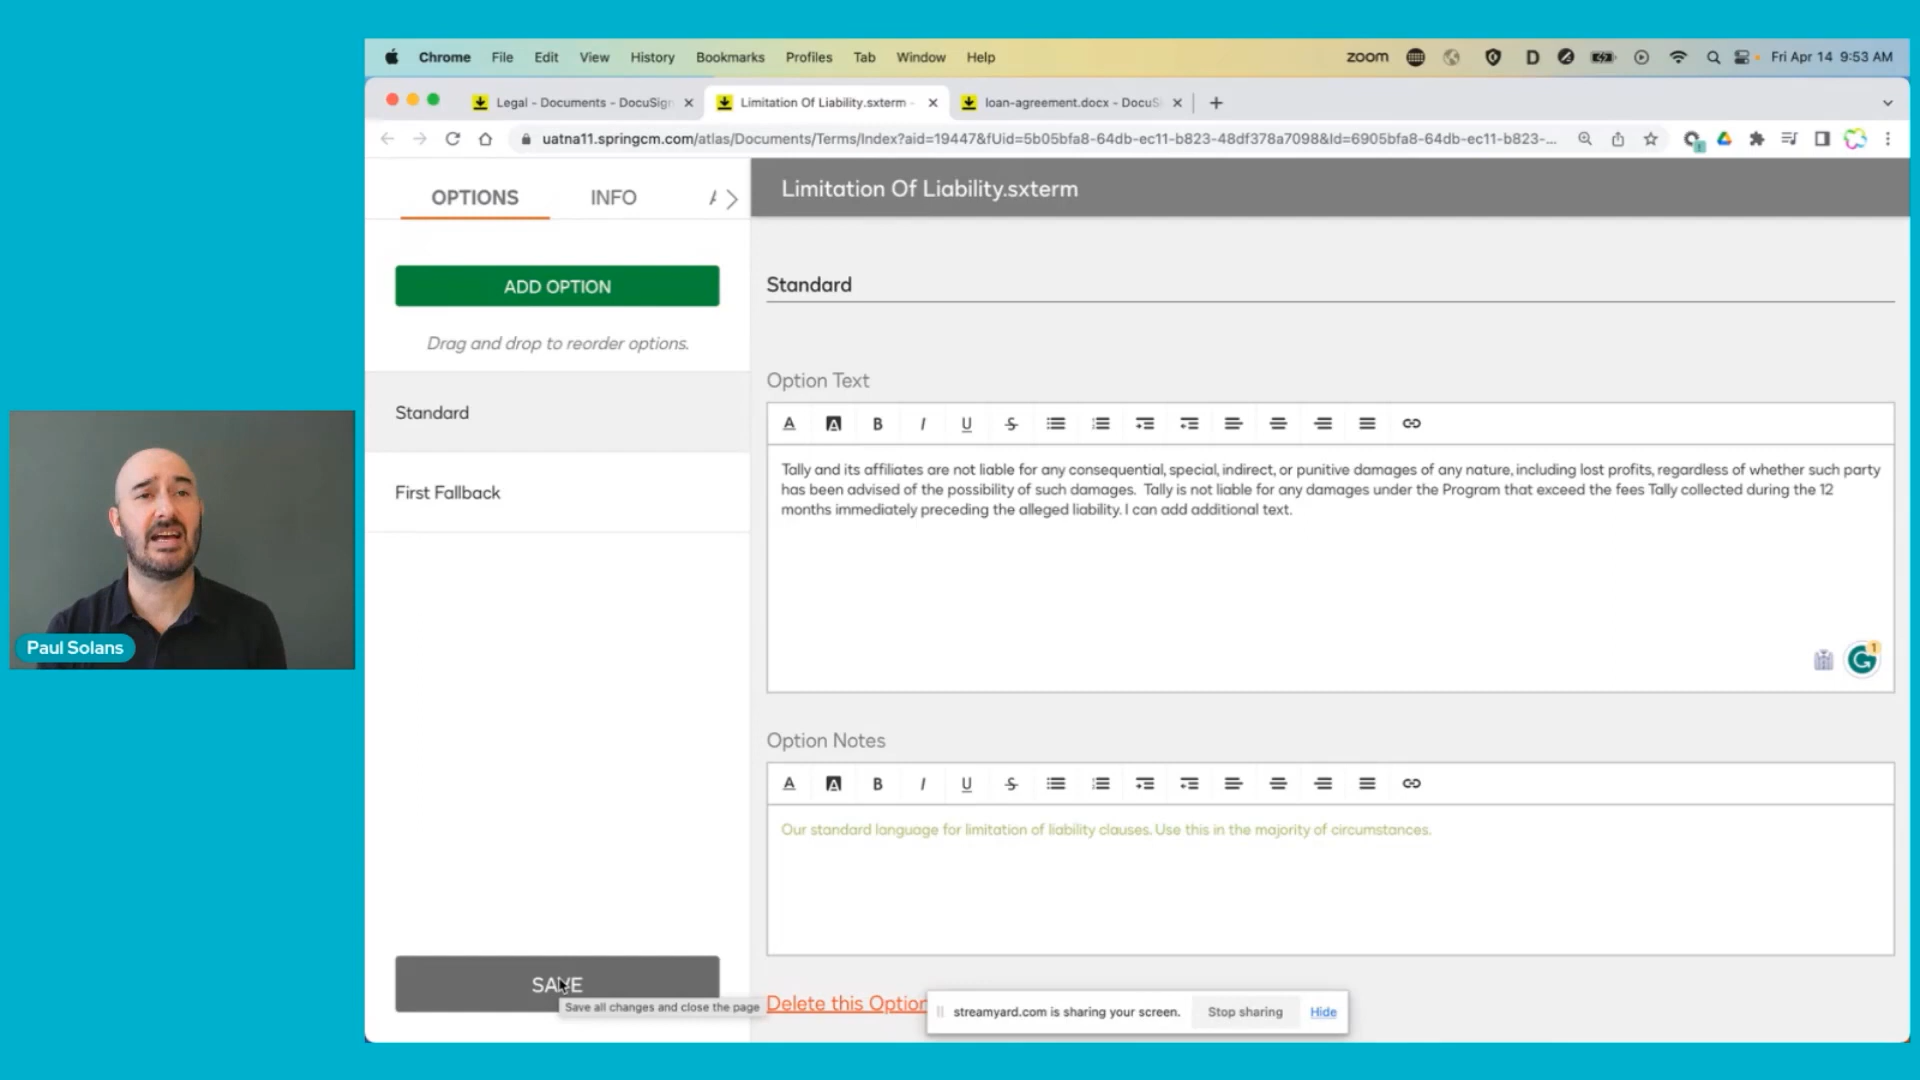 Chrome File Edit View History Bookmarks Profiles Tab Window Help zoom D Fri Apr 14 9:53 AM
Legal - Documents - DocuSign Limitation Of Liability.sxterm - loan-agreement.docx - DocuSi
uatna11.springcm.com/atlas/Documents/Terms/Index?aid=19447&fUid=5b05bfa8-64db-ec11-b823-48df378a7098&Id=6905bfa8-64db-ec11-b823-...
OPTIONS INFO
Limitation Of Liability.sxterm
ADD OPTION
Drag and drop to reorder options.
Standard
First Fallback
Standard
Option Text
Tally and its affiliates are not liable for any consequential, special, indirect, or punitive damages of any nature, including lost profits, regardless of whether such party
has been advised of the possibility of such damages. Tally is not liable for any damages under the Program that exceed the fees Tally collected during the 12
months immediately preceding the alleged liability. I can add additional text.
1
Option Notes
Our standard language for limitation of liability clauses. Use this in the majority of circumstances.
SAVE
Save all changes and close the page
Delete this Option
streamyard.com is sharing your screen. Stop sharing Hide
Paul Solans